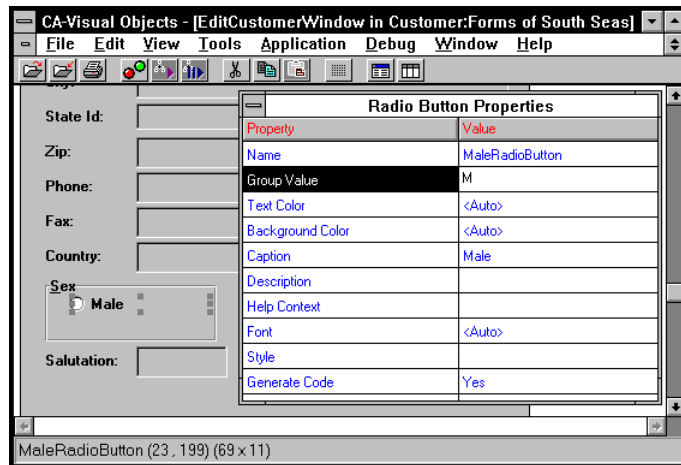 CA-Visual Objects - [EditCustomerWindow in Customer:Forms of South Seas]
File Edit View Tools Application Debug Window Help
State Id:
Zip:
Phone:
Fax:
Country:
Sex
Male
Salutation:
Radio Button Properties
Property Value
Name MaleRadioButton
Group Value M
Text Color <Auto>
Background Color <Auto>
Caption Male
Description
Help Context
Font <Auto>
Style
Generate Code Yes
MaleRadioButton (23 , 199) (69 x 11)